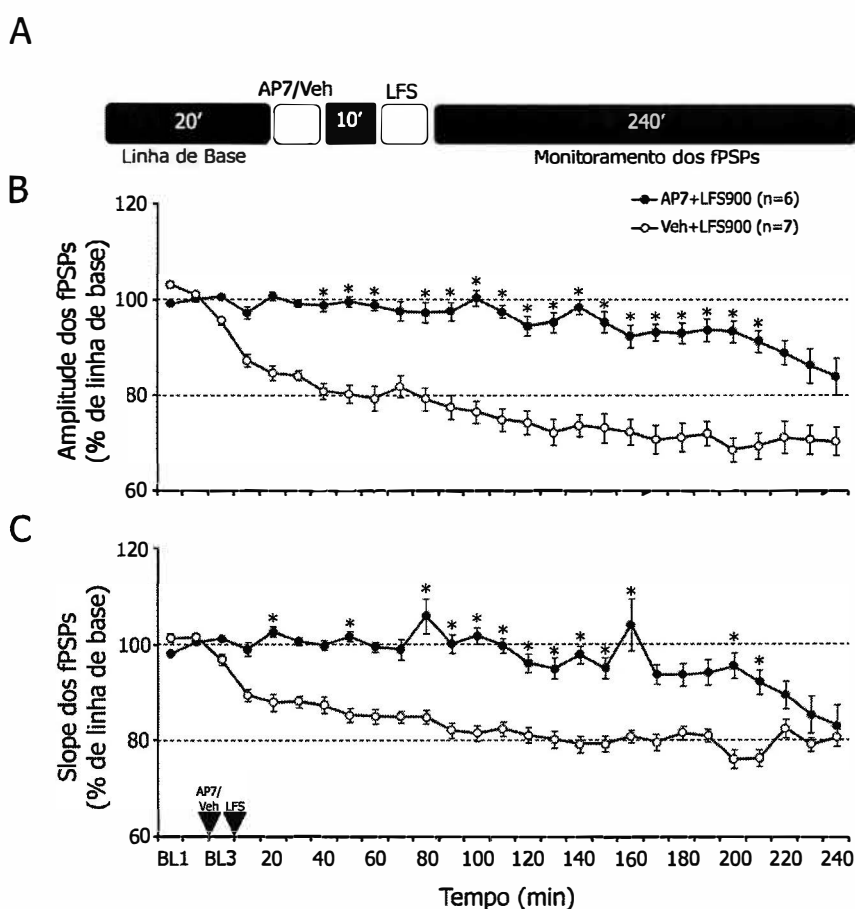 A
AP7/Veh
LFS
20'
10'
240'
Linha de Base
Monitoramento dos fPSPs
B
120
100
80
60
Amplitude dos fPSPs
(% de linha de base)
AP7+LFS900 (n=6)
Veh+LFS900 (n=7)
* * * * * * * * * * * * * * * * *
C
120
100
80
60
Slope dos fPSPs
(% de linha de base)
* * * * * * * * * * * * *
AP7/
Veh
LFS
BL1 BL3 20 40 60 80 100 120 140 160 180 200 220 240
Tempo (min)